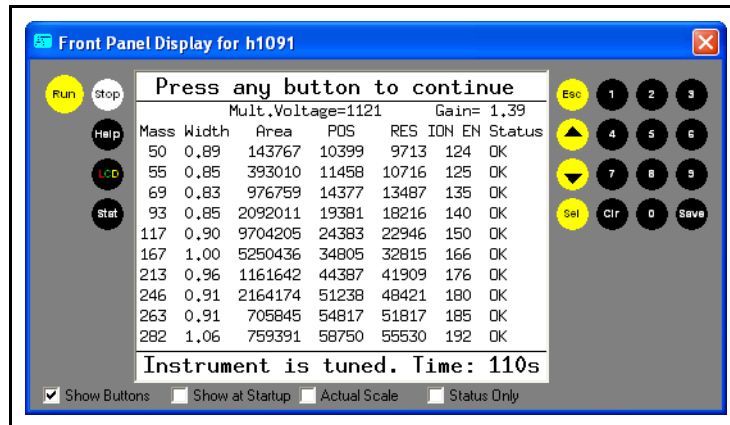 Front Panel Display for h1091
Run Stop Press any button to continue Esc 1 2 3
Mult.Voltage=1121 Gain= 1.39
Help Mass Width Area POS RES ION EN Status 4 5 6
50 0.89 143767 10399 9713 124 OK
LCD 55 0.85 393010 11458 10716 125 OK 7 8 9
69 0.83 976759 14377 13487 135 OK
Stat 93 0.85 2092011 19381 18216 140 OK Sel Clr 0 Save
117 0.90 9704205 24383 22946 150 OK
167 1.00 5250436 34805 32815 166 OK
213 0.96 1161642 44387 41909 176 OK
246 0.91 2164174 51238 48421 180 OK
263 0.91 705845 54817 51817 185 OK
282 1.06 759391 58750 55530 192 OK
Instrument is tuned. Time: 110s
Show Buttons Show at Startup Actual Scale Status Only